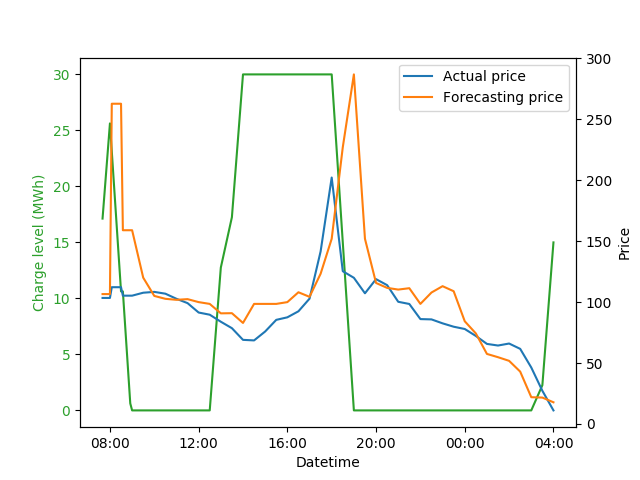 Actual price
Forecasting price
Charge level (MWh)
30
25
20
15
10
5
0
300
250
200
150
100
50
0
Price
08:00 12:00 16:00 20:00 00:00 04:00
Datetime